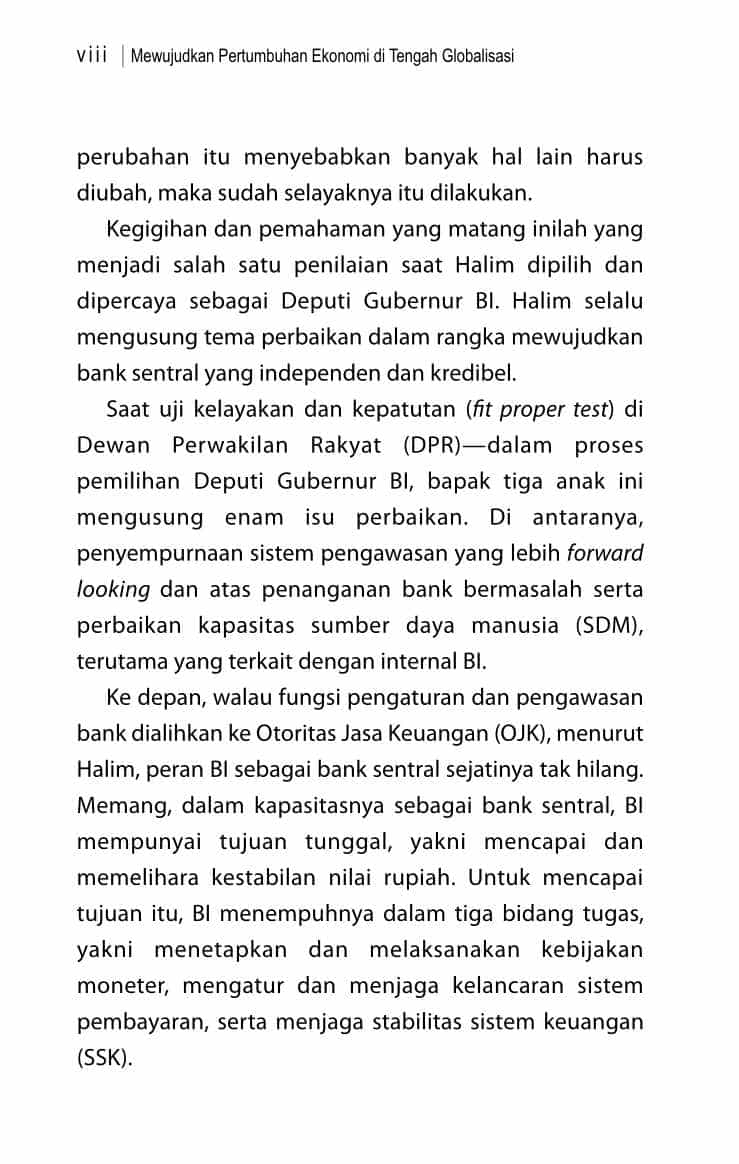 viii | Mewujudkan Pertumbuhan Ekonomi di Tengah Globalisasi
perubahan itu menyebabkan banyak hal lain harus
diubah, maka sudah selayaknya itu dilakukan.
Kegigihan dan pemahaman yang matang inilah yang
menjadi salah satu penilaian saat Halim dipilih dan
dipercaya sebagai Deputi Gubernur BI. Halim selalu
mengusung tema perbaikan dalam rangka mewujudkan
bank sentral yang independen dan kredibel.
Saat uji kelayakan dan kepatutan (fit proper test) di
Dewan Perwakilan Rakyat (DPR)—dalam proses
pemilihan Deputi Gubernur BI, bapak tiga anak ini
mengusung enam isu perbaikan. Di antaranya,
penyempurnaan sistem pengawasan yang lebih forward
looking dan atas penanganan bank bermasalah serta
perbaikan kapasitas sumber daya manusia (SDM),
terutama yang terkait dengan internal BI.
Ke depan, walau fungsi pengaturan dan pengawasan
bank dialihkan ke Otoritas Jasa Keuangan (OJK), menurut
Halim, peran BI sebagai bank sentral sejatinya tak hilang.
Memang, dalam kapasitasnya sebagai bank sentral, BI
mempunyai tujuan tunggal, yakni mencapai dan
memelihara kestabilan nilai rupiah. Untuk mencapai
tujuan itu, BI menempuhnya dalam tiga bidang tugas,
yakni menetapkan dan melaksanakan kebijakan
moneter, mengatur dan menjaga kelancaran sistem
pembayaran, serta menjaga stabilitas sistem keuangan
(SSK).